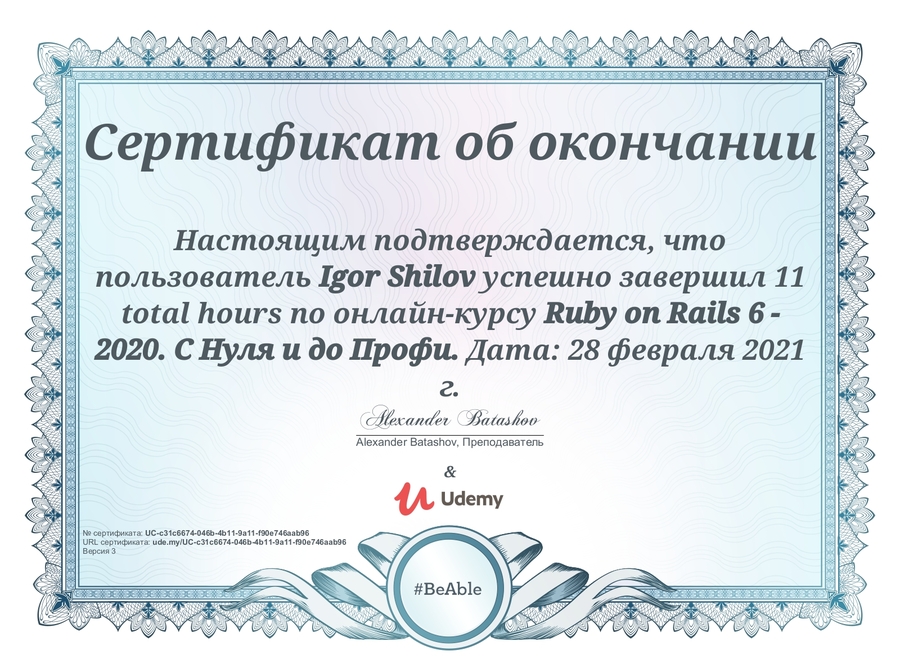 Сертификат об окончании
Настоящим подтверждается, что
пользователь Igor Shilov успешно завершил 11
total hours по онлайн-курсу Ruby on Rails 6 -
2020. С Нуля и до Профи. Дата: 28 февраля 2021
г.
Alexander Batashov
Alexander Batashov, Преподаватель
&
Udemy
№ сертификата: UC-c31c6674-046b-4b11-9a11-f90e746aab96
URL сертификата: ude.my/UC-c31c6674-046b-4b11-9a11-f90e746aab96
Версия 3
#BeAble